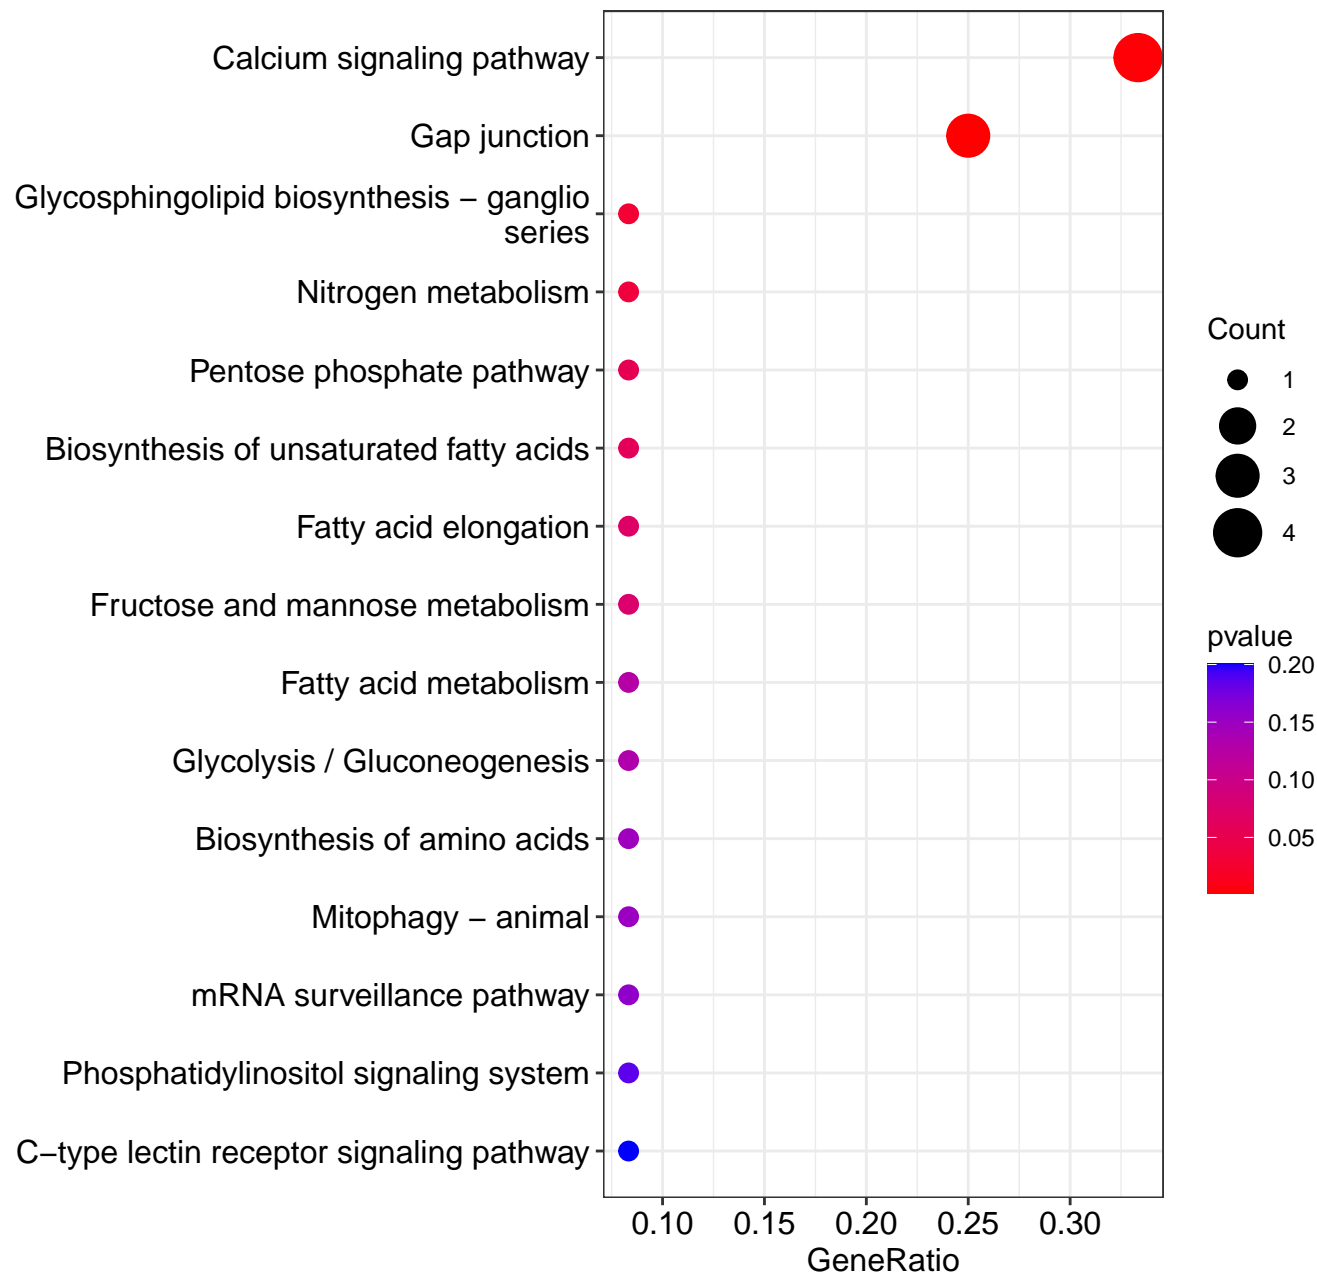 Calcium signaling pathway
Gap junction
Glycosphingolipid biosynthesis − ganglio
series
Nitrogen metabolism
Pentose phosphate pathway
Biosynthesis of unsaturated fatty acids
Fatty acid elongation
Fructose and mannose metabolism
Fatty acid metabolism
Glycolysis / Gluconeogenesis
Biosynthesis of amino acids
Mitophagy − animal
mRNA surveillance pathway
Phosphatidylinositol signaling system
C−type lectin receptor signaling pathway
0.10 0.15 0.20 0.25 0.30
GeneRatio
Count
1
2
3
4
pvalue
0.20
0.15
0.10
0.05